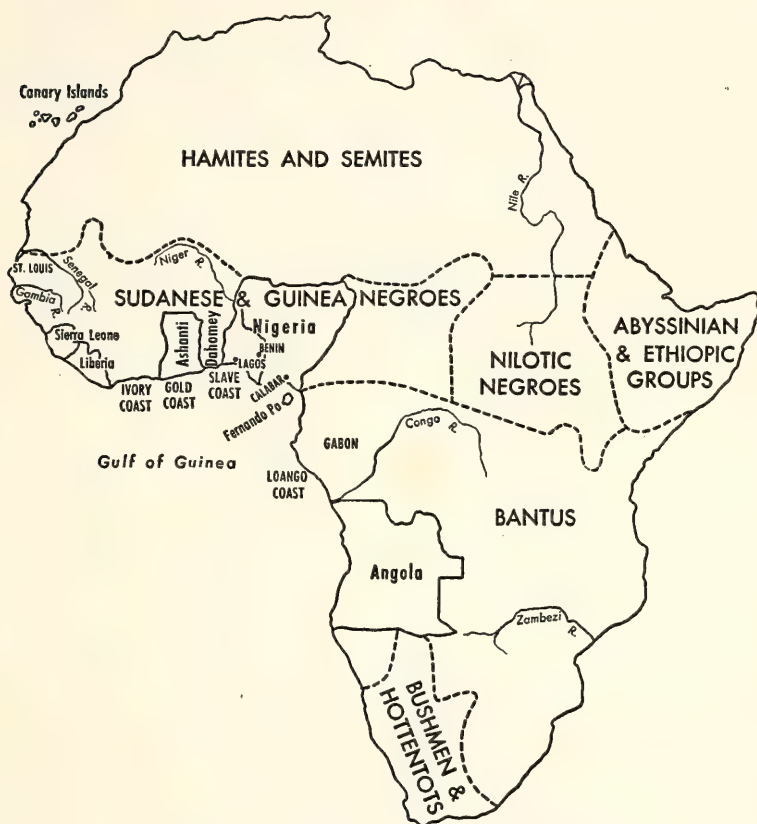 Canary Islands
HAMITES AND SEMITES
Nile R.
ST. LOUIS
Senegal R.
Gambia R.
Niger R.
SUDANESE & GUINEA NEGROES
Sierra Leone
Liberia
Ashanti
Dahomey
Nigeria
BENIN
LAGOS
IVORY
COAST
GOLD
COAST
SLAVE
COAST
CALABAR
Fernando Po
NILOTIC
NEGROES
ABYSSINIAN
& ETHIOPIC
GROUPS
Gulf of Guinea
GABON
Congo R.
LOANGO
COAST
BANTUS
Angola
Zambezi R.
BUSHMEN &
HOTTENTOTS